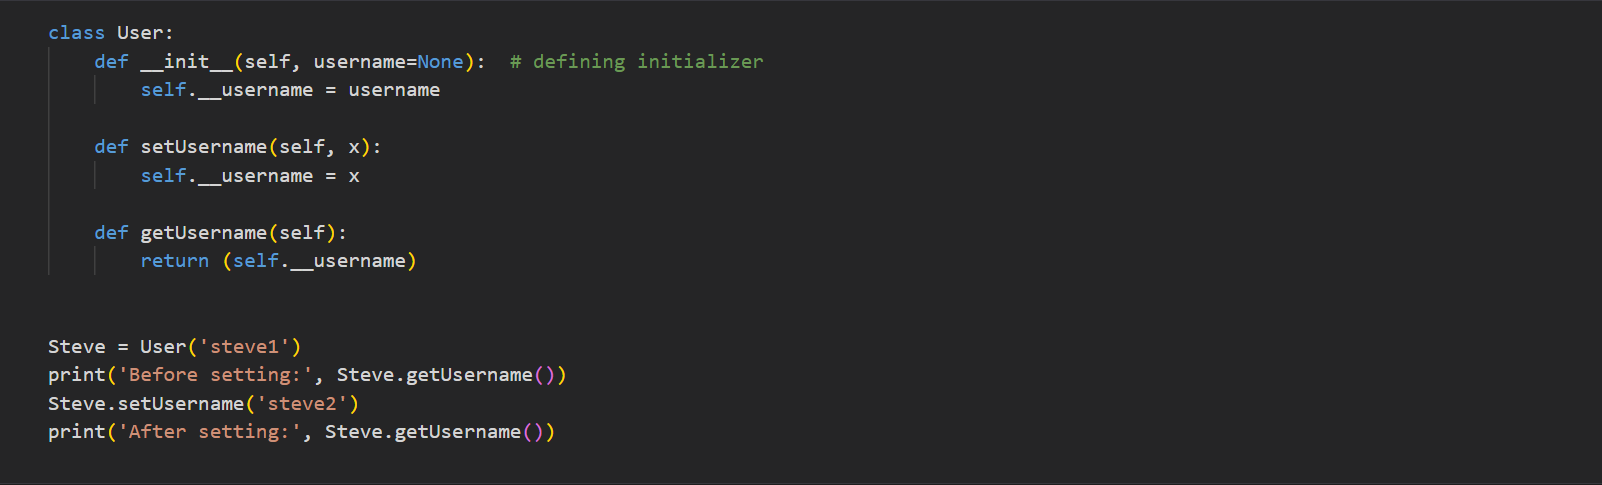 class User:
    def __init__(self, username=None):  # defining initializer
        self.__username = username
    def setUsername(self, x):
        self.__username = x
    def getUsername(self):
        return (self.__username)
Steve = User('steve1')
print('Before setting:', Steve.getUsername())
Steve.setUsername('steve2')
print('After setting:', Steve.getUsername())